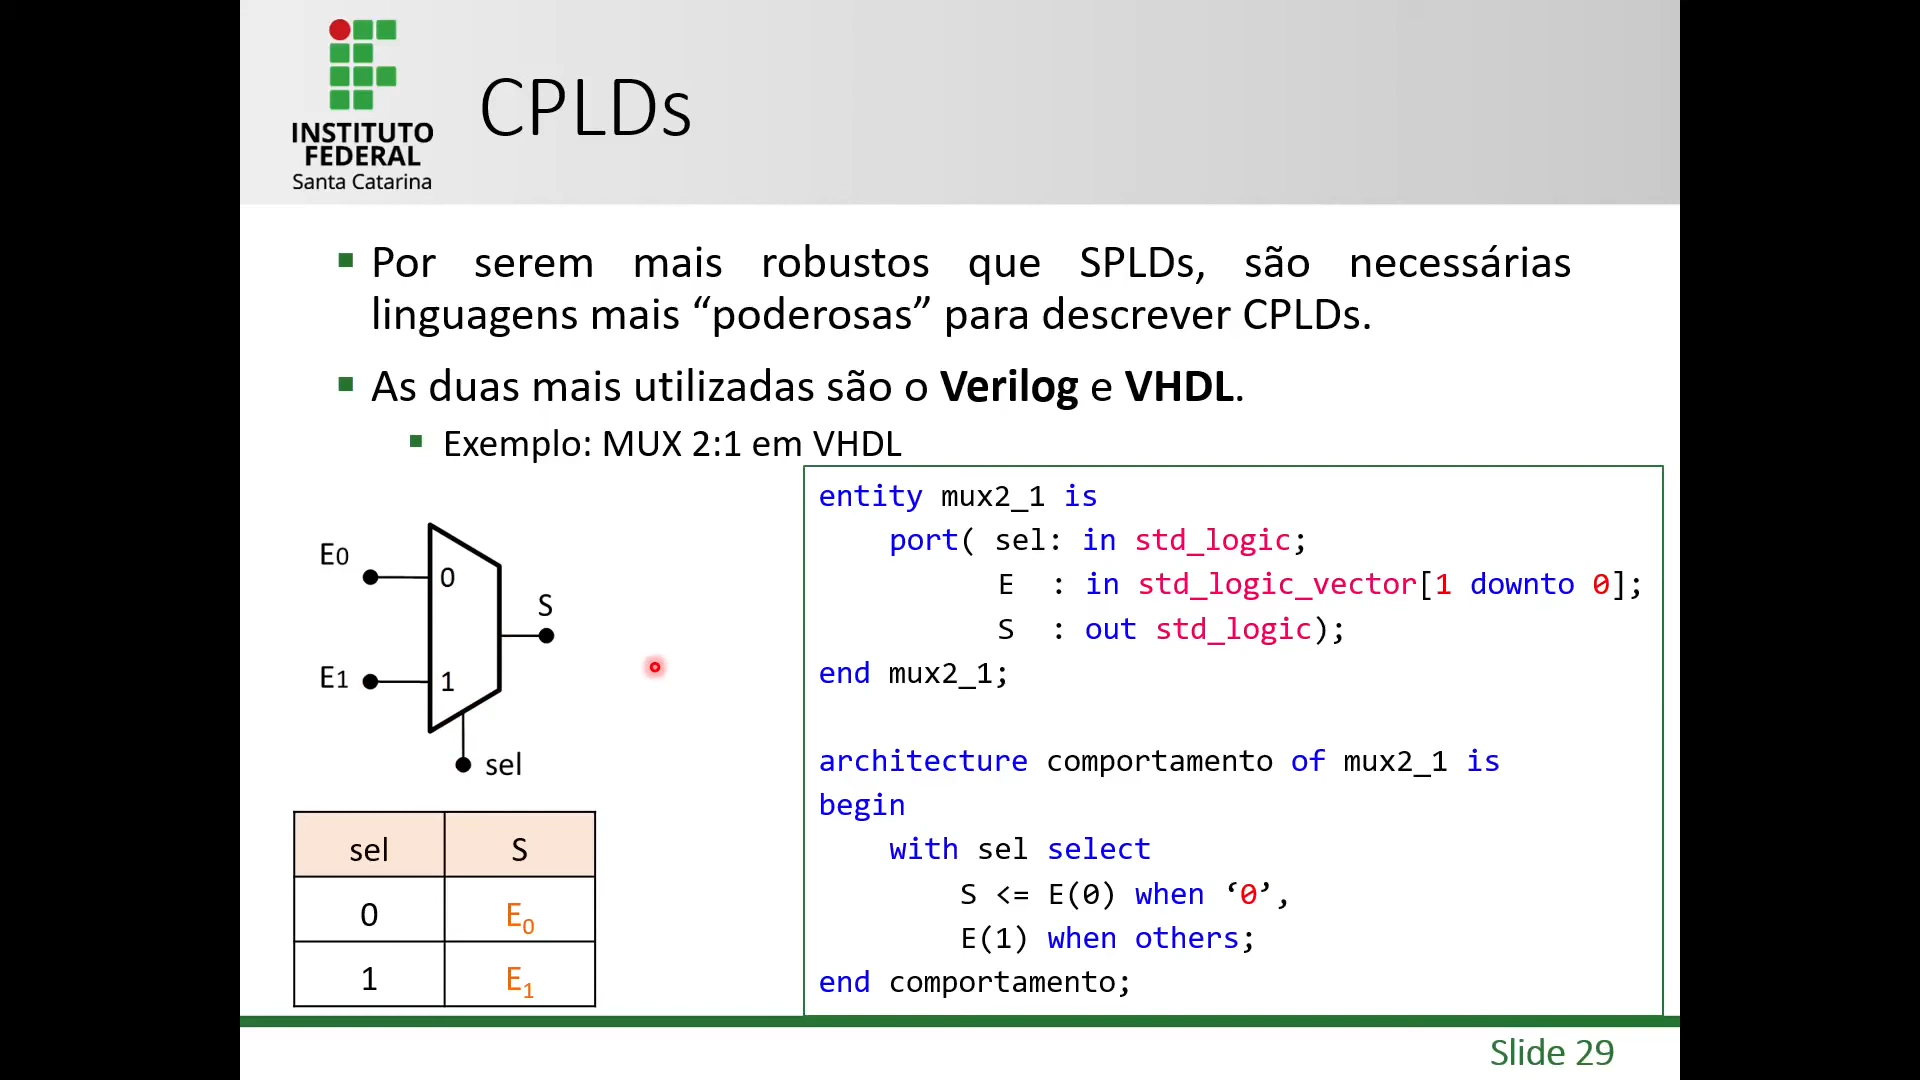 INSTITUTO
FEDERAL
Santa Catarina
CPLDs
Por serem mais robustos que SPLDs, são necessárias
linguagens mais “poderosas” para descrever CPLDs.
As duas mais utilizadas são o Verilog e VHDL.
Exemplo: MUX 2:1 em VHDL
E0
0
S
E1
1
sel
sel S
0 E0
1 E1
entity mux2_1 is
port( sel: in std_logic;
E : in std_logic_vector[1 downto 0];
S : out std_logic);
end mux2_1;
architecture comportamento of mux2_1 is
begin
with sel select
S <= E(0) when ‘0’,
E(1) when others;
end comportamento;
Slide 29